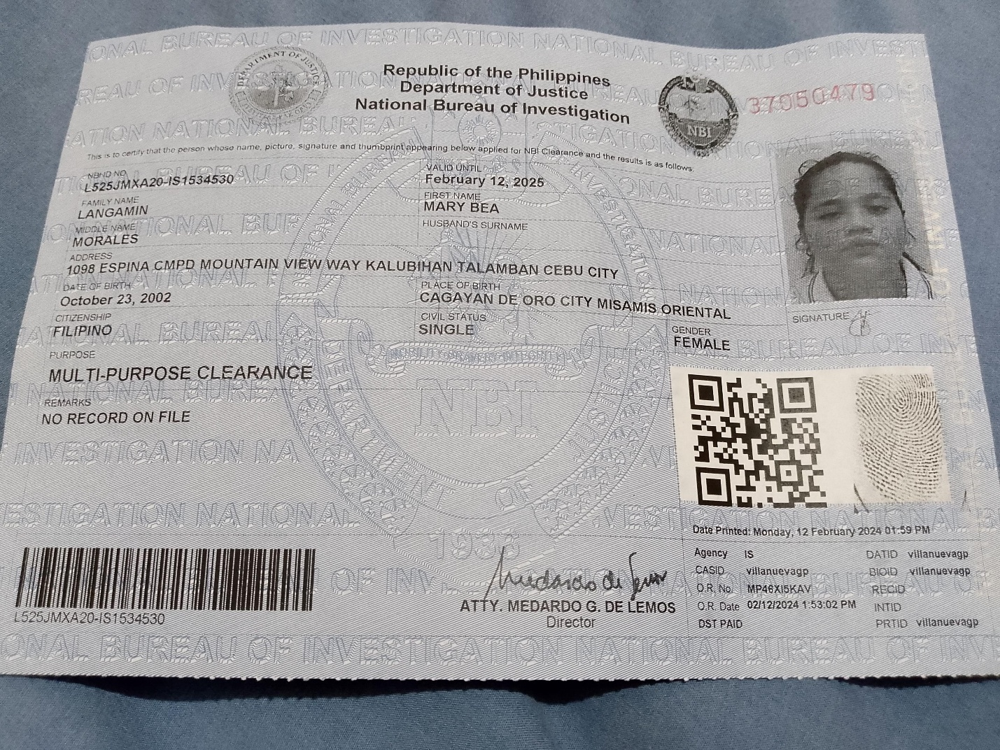 Republic of the Philippines
Department of Justice
National Bureau of Investigation
DEPARTMENT OF JUSTICE
NBI
37050479
This is to certify that the person whose name, picture, signature and thumbprint appearing below applied for NBI Clearance and the results is as follows:
NBI ID NO.
L525JMXA20-IS1534530
VALID UNTIL
February 12, 2025
FAMILY NAME
LANGAMIN
FIRST NAME
MARY BEA
MIDDLE NAME
MORALES
HUSBAND'S SURNAME
ADDRESS
1098 ESPINA CMPD MOUNTAIN VIEW WAY KALUBIHAN TALAMBAN CEBU CITY
DATE OF BIRTH
October 23, 2002
PLACE OF BIRTH
CAGAYAN DE ORO CITY MISAMIS ORIENTAL
CITIZENSHIP
FILIPINO
CIVIL STATUS
SINGLE
GENDER
FEMALE
SIGNATURE
PURPOSE
MULTI-PURPOSE CLEARANCE
REMARKS
NO RECORD ON FILE
L525JMXA20-IS1534530
ATTY. MEDARDO G. DE LEMOS
Director
Date Printed: Monday, 12 February 2024 01:59 PM
Agency IS DATID villanuevagp
CASID villanuevagp BIOID villanuevagp
O.R. No. MP46XI5KAV RECID
O.R. Date 02/12/2024 1:53:02 PM INTID
DST PAID PRTID villanuevagp